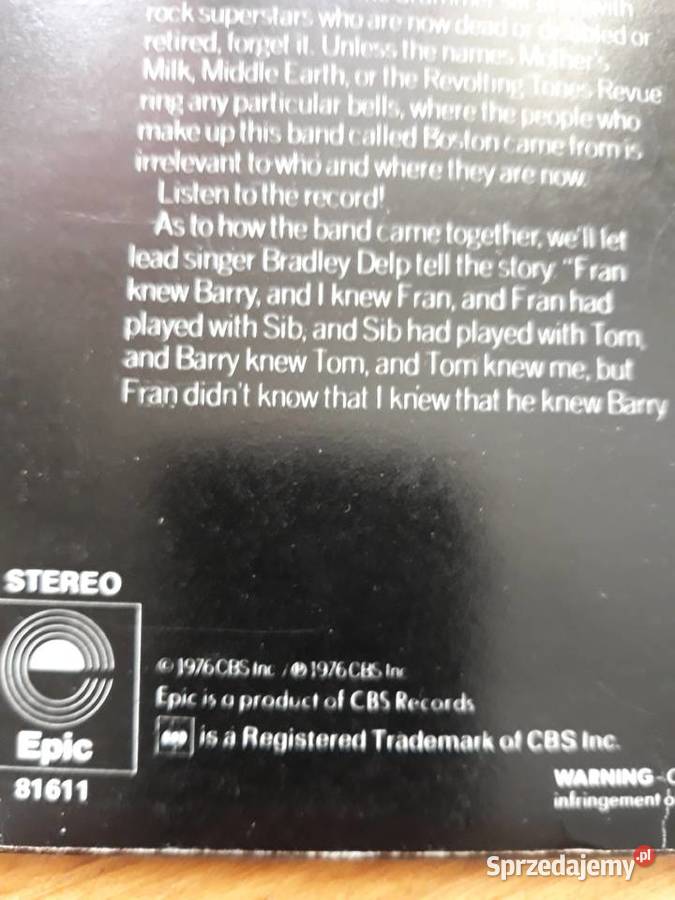 with
rock superstars who are now dead or disabled or
retired, forget it. Unless the names Mother's
Milk, Middle Earth, or the Revolting Tones Revue
ring any particular bells, where the people who
make up this band called Boston came from is
irrelevant to who and where they are now.
Listen to the record!
As to how the band came together, we'll let
lead singer Bradley Delp tell the story: "Fran
knew Barry, and I knew Fran, and Fran had
played with Sib, and Sib had played with Tom,
and Barry knew Tom, and Tom knew me, but
Fran didn't know that I knew that he knew Barry
STEREO
Epic
81611
© 1976 CBS Inc / ℗ 1976 CBS Inc
Epic is a product of CBS Records
is a Registered Trademark of CBS Inc.
WARNING - C
infringement o
Sprzedajemy.pl